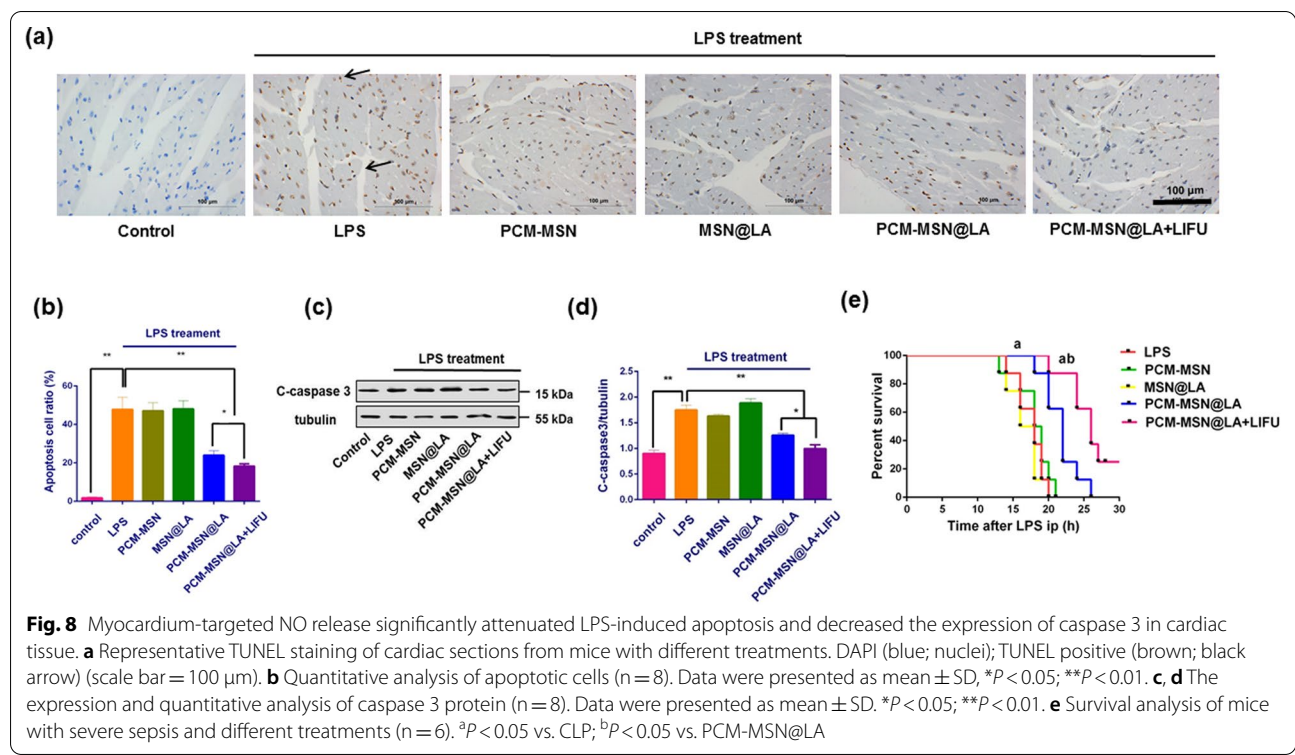 (a)
LPS treatment
100 µm
100 µm
100 µm
100 µm
100 µm
100 µm
100 µm
Control
LPS
PCM-MSN
MSN@LA
PCM-MSN@LA
PCM-MSN@LA+LIFU
(b)
LPS treament
**
**
*
Apoptosis cell ratio (%)
60
40
20
0
control
LPS
PCM-MSN
MSN@LA
PCM-MSN@LA
PCM-MSN@LA+LIFU
(c)
LPS treatment
C-caspase 3
15 kDa
tubulin
55 kDa
Control
LPS
PCM-MSN
MSN@LA
PCM-MSN@LA
PCM-MSN@LA+LIFU
(d)
LPS treatment
**
**
*
C-caspase3/tubulin
2.5
2.0
1.5
1.0
0.5
0.0
control
LPS
PCM-MSN
MSN@LA
PCM-MSN@LA
PCM-MSN@LA+LIFU
(e)
a
ab
Percent survival
100
80
60
40
20
0
0 5 10 15 20 25 30
Time after LPS ip (h)
LPS
PCM-MSN
MSN@LA
PCM-MSN@LA
PCM-MSN@LA+LIFU
Fig. 8 Myocardium-targeted NO release significantly attenuated LPS-induced apoptosis and decreased the expression of caspase 3 in cardiac
tissue. a Representative TUNEL staining of cardiac sections from mice with different treatments. DAPI (blue; nuclei); TUNEL positive (brown; black
arrow) (scale bar = 100 µm). b Quantitative analysis of apoptotic cells (n = 8). Data were presented as mean ± SD, *P < 0.05; **P < 0.01. c, d The
expression and quantitative analysis of caspase 3 protein (n = 8). Data were presented as mean ± SD. *P < 0.05; **P < 0.01. e Survival analysis of mice
with severe sepsis and different treatments (n = 6). aP < 0.05 vs. CLP; bP < 0.05 vs. PCM-MSN@LA